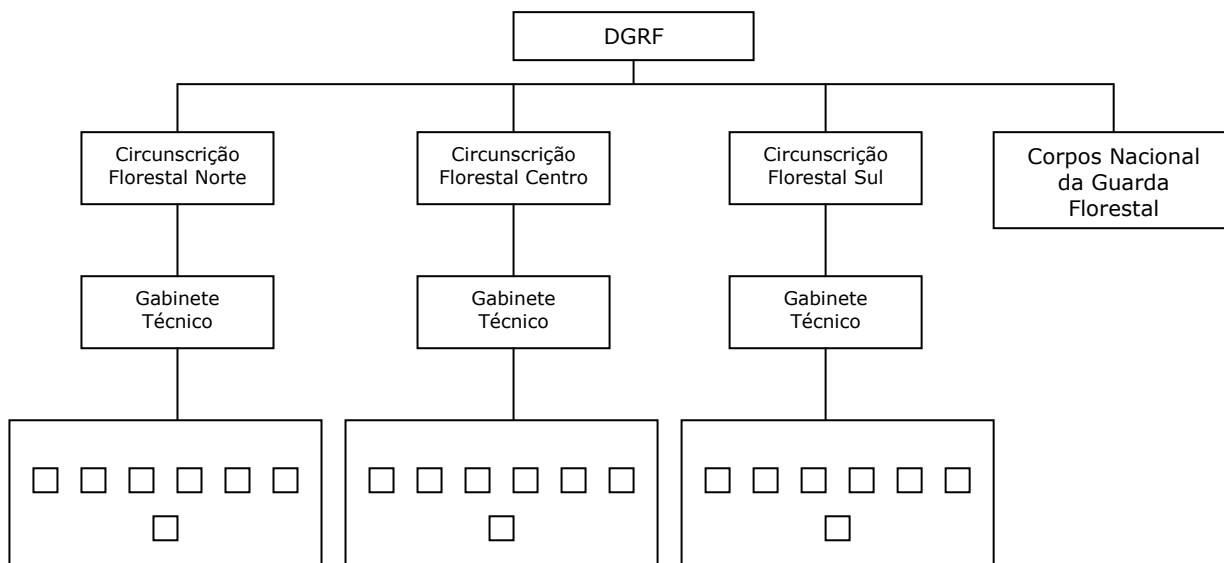 DGRF
Circunscrição
Florestal Norte
Circunscrição
Florestal Centro
Circunscrição
Florestal Sul
Corpos Nacional
da Guarda
Florestal
Gabinete
Técnico
Gabinete
Técnico
Gabinete
Técnico